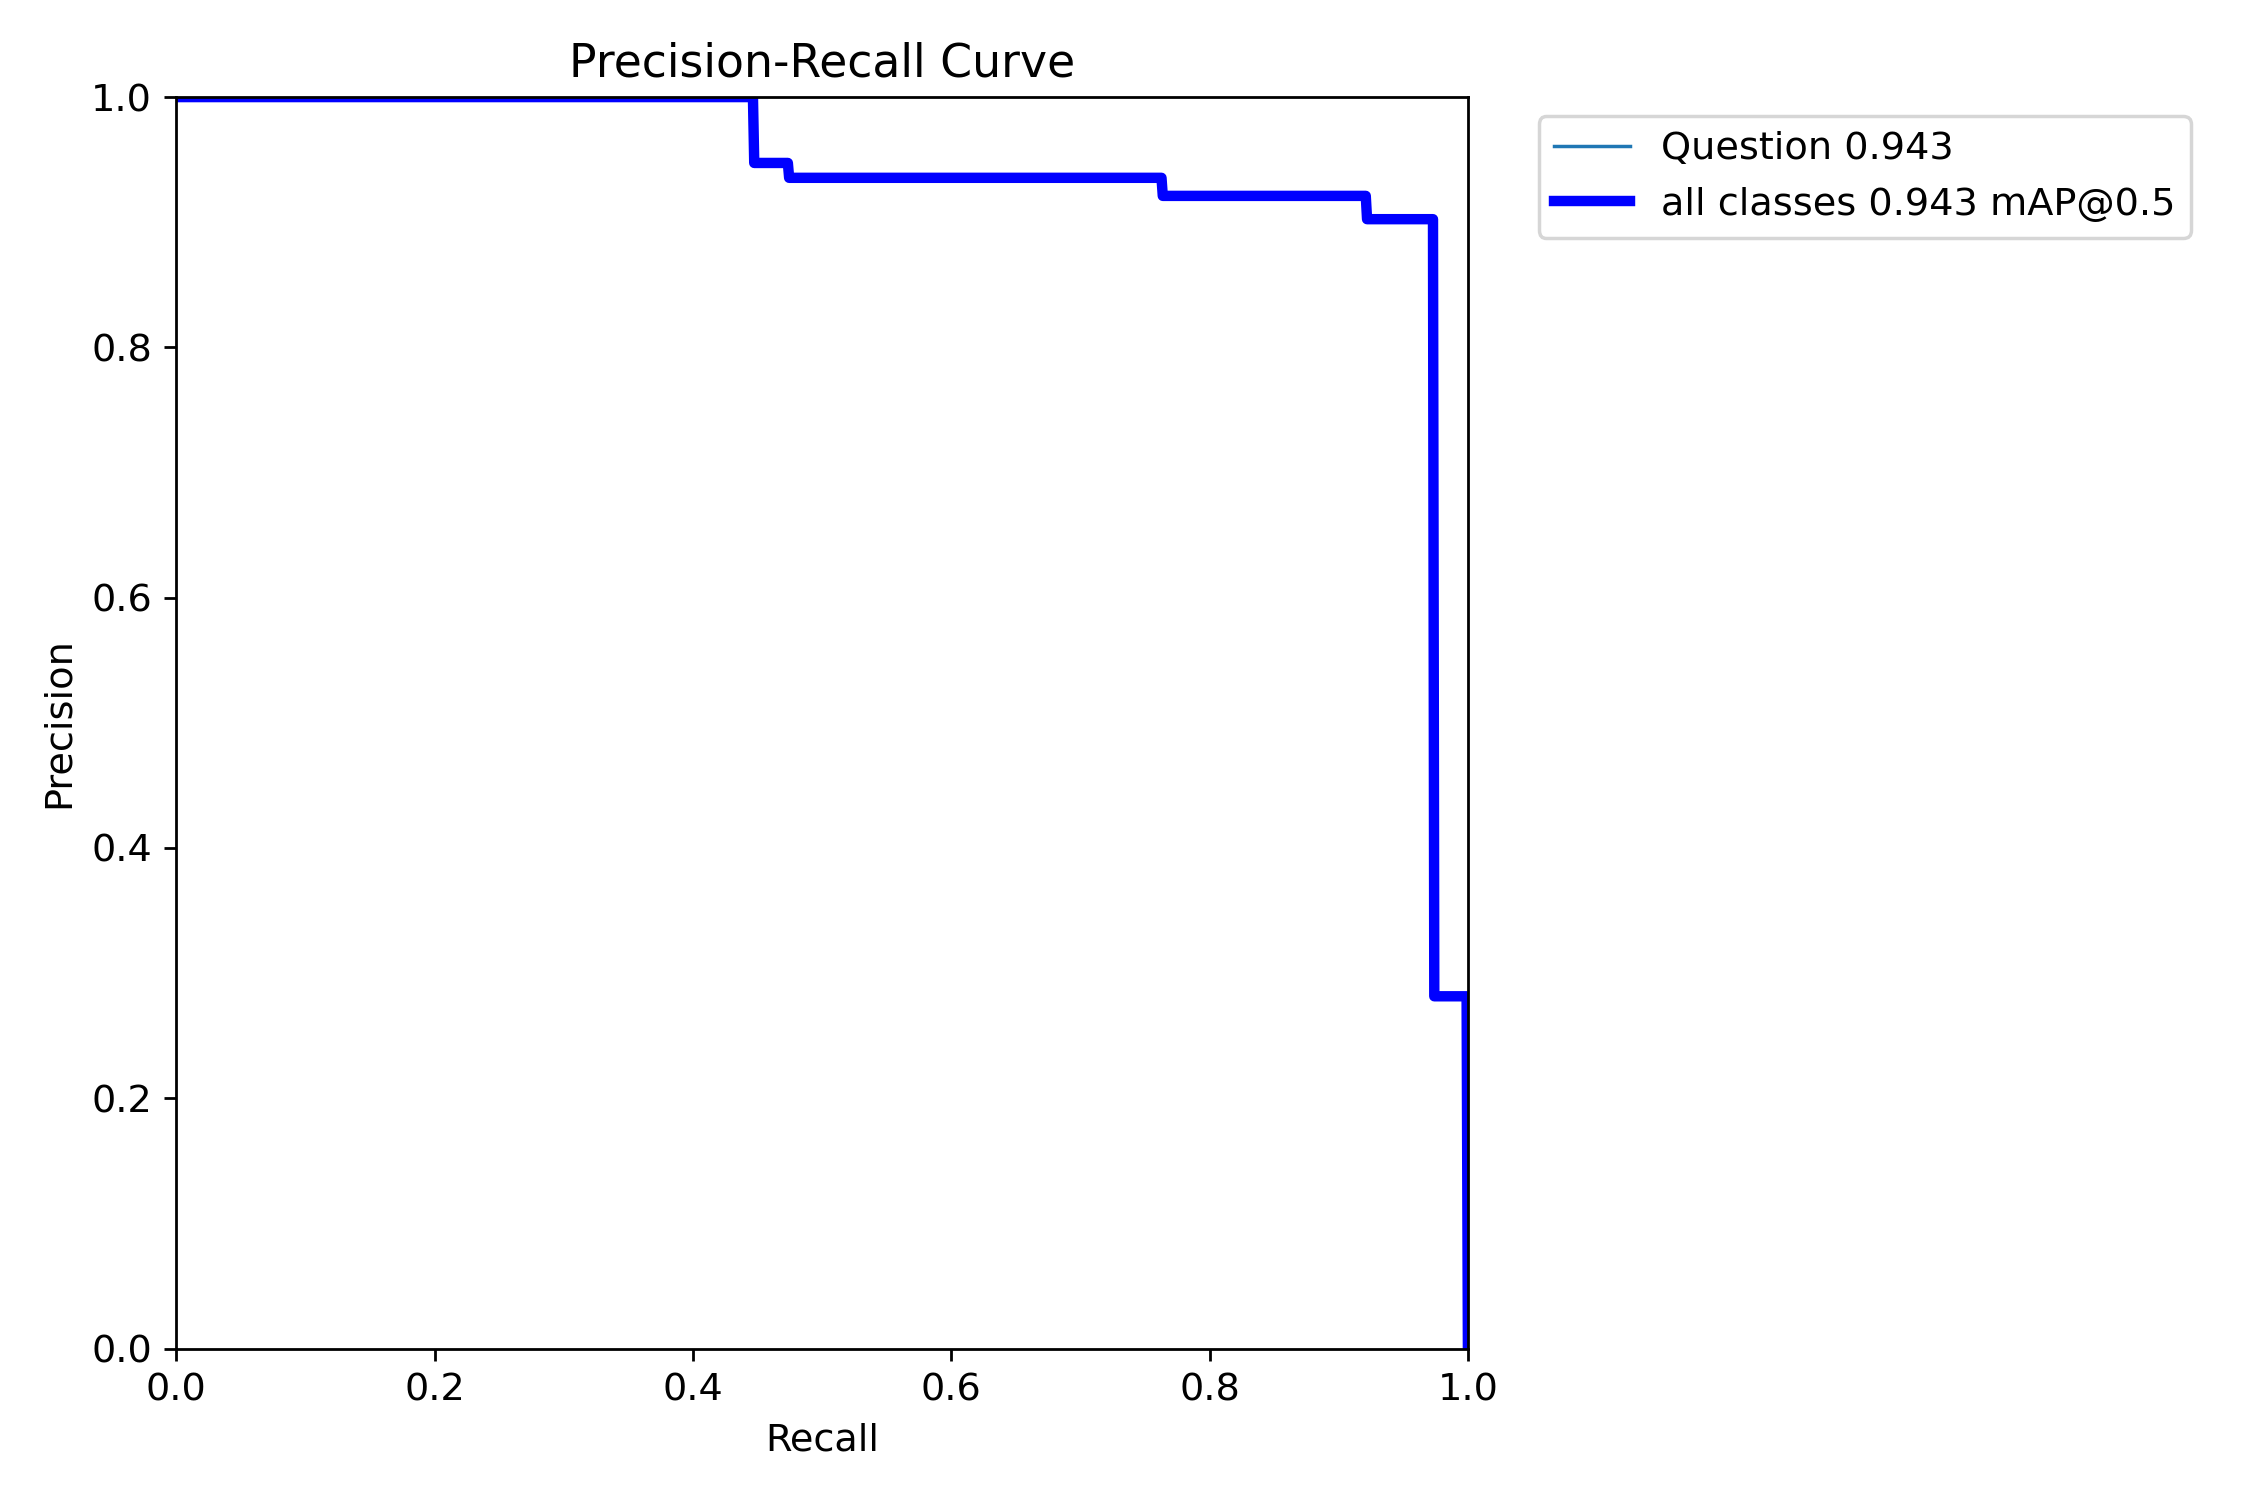 Precision-Recall Curve
1.0
0.8
0.6
0.4
0.2
0.0
Precision
0.0 0.2 0.4 0.6 0.8 1.0
Recall
Question 0.943
all classes 0.943 mAP@0.5